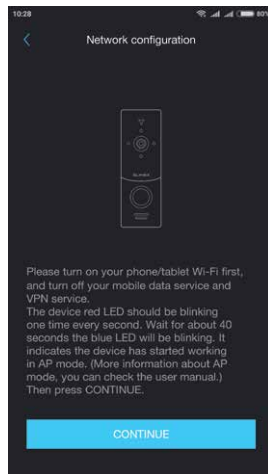 10:28
80%
Network configuration
SLINEX
Please turn on your phone/tablet Wi-Fi first,
and turn off your mobile data service and
VPN service.
The device red LED should be blinking
one time every second. Wait for about 40
seconds the blue LED will be blinking. It
indicates the device has started working
in AP mode. (More information about AP
mode, you can check the user manual.)
Then press CONTINUE.
CONTINUE